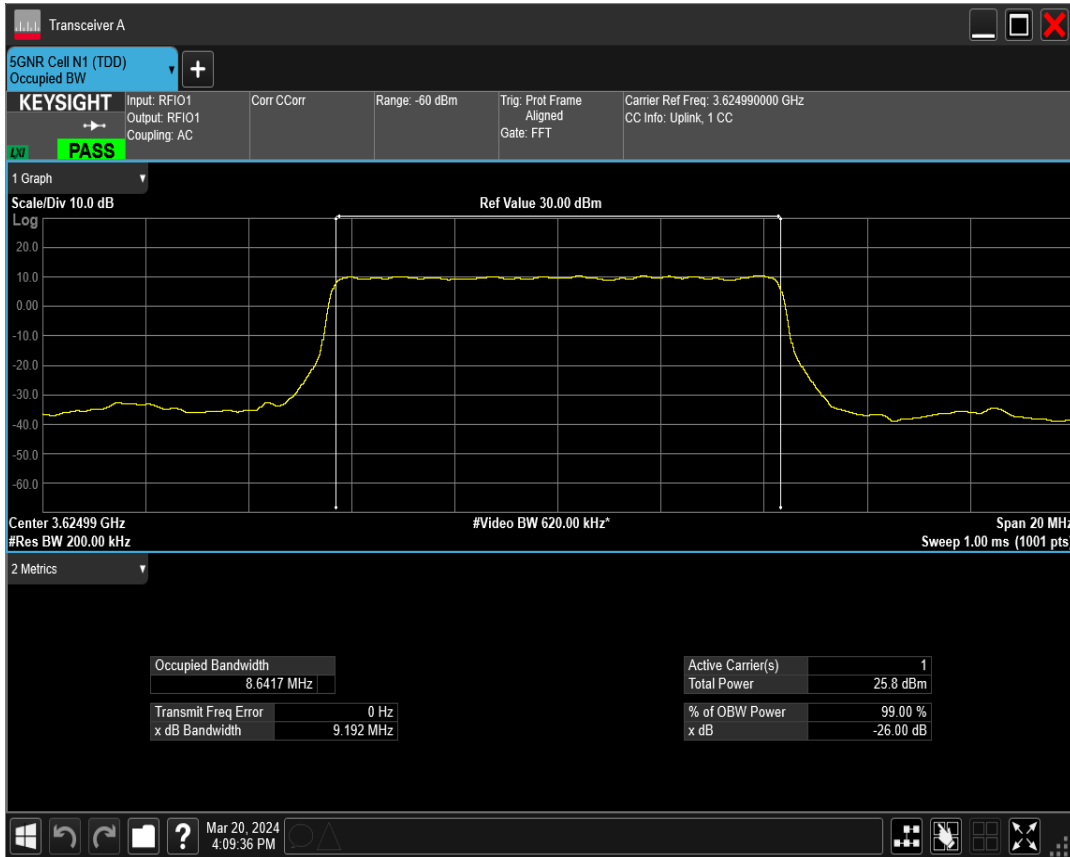 Transceiver A
5GNR Cell N1 (TDD)
Occupied BW
+
KEYSIGHT
LXI
PASS
Input: RFIO1
Output: RFIO1
Coupling: AC
Corr CCorr
Range: -60 dBm
Trig: Prot Frame
Aligned
Gate: FFT
Carrier Ref Freq: 3.624990000 GHz
CC Info: Uplink, 1 CC
1 Graph
Scale/Div 10.0 dB
Ref Value 30.00 dBm
Log
20.0
10.0
0.00
-10.0
-20.0
-30.0
-40.0
-50.0
-60.0
Center 3.62499 GHz
#Video BW 620.00 kHz*
Span 20 MHz
#Res BW 200.00 kHz
Sweep 1.00 ms (1001 pts)
2 Metrics
Occupied Bandwidth
8.6417 MHz
Transmit Freq Error 0 Hz
x dB Bandwidth 9.192 MHz
Active Carrier(s) 1
Total Power 25.8 dBm
% of OBW Power 99.00 %
x dB -26.00 dB
?
Mar 20, 2024
4:09:36 PM